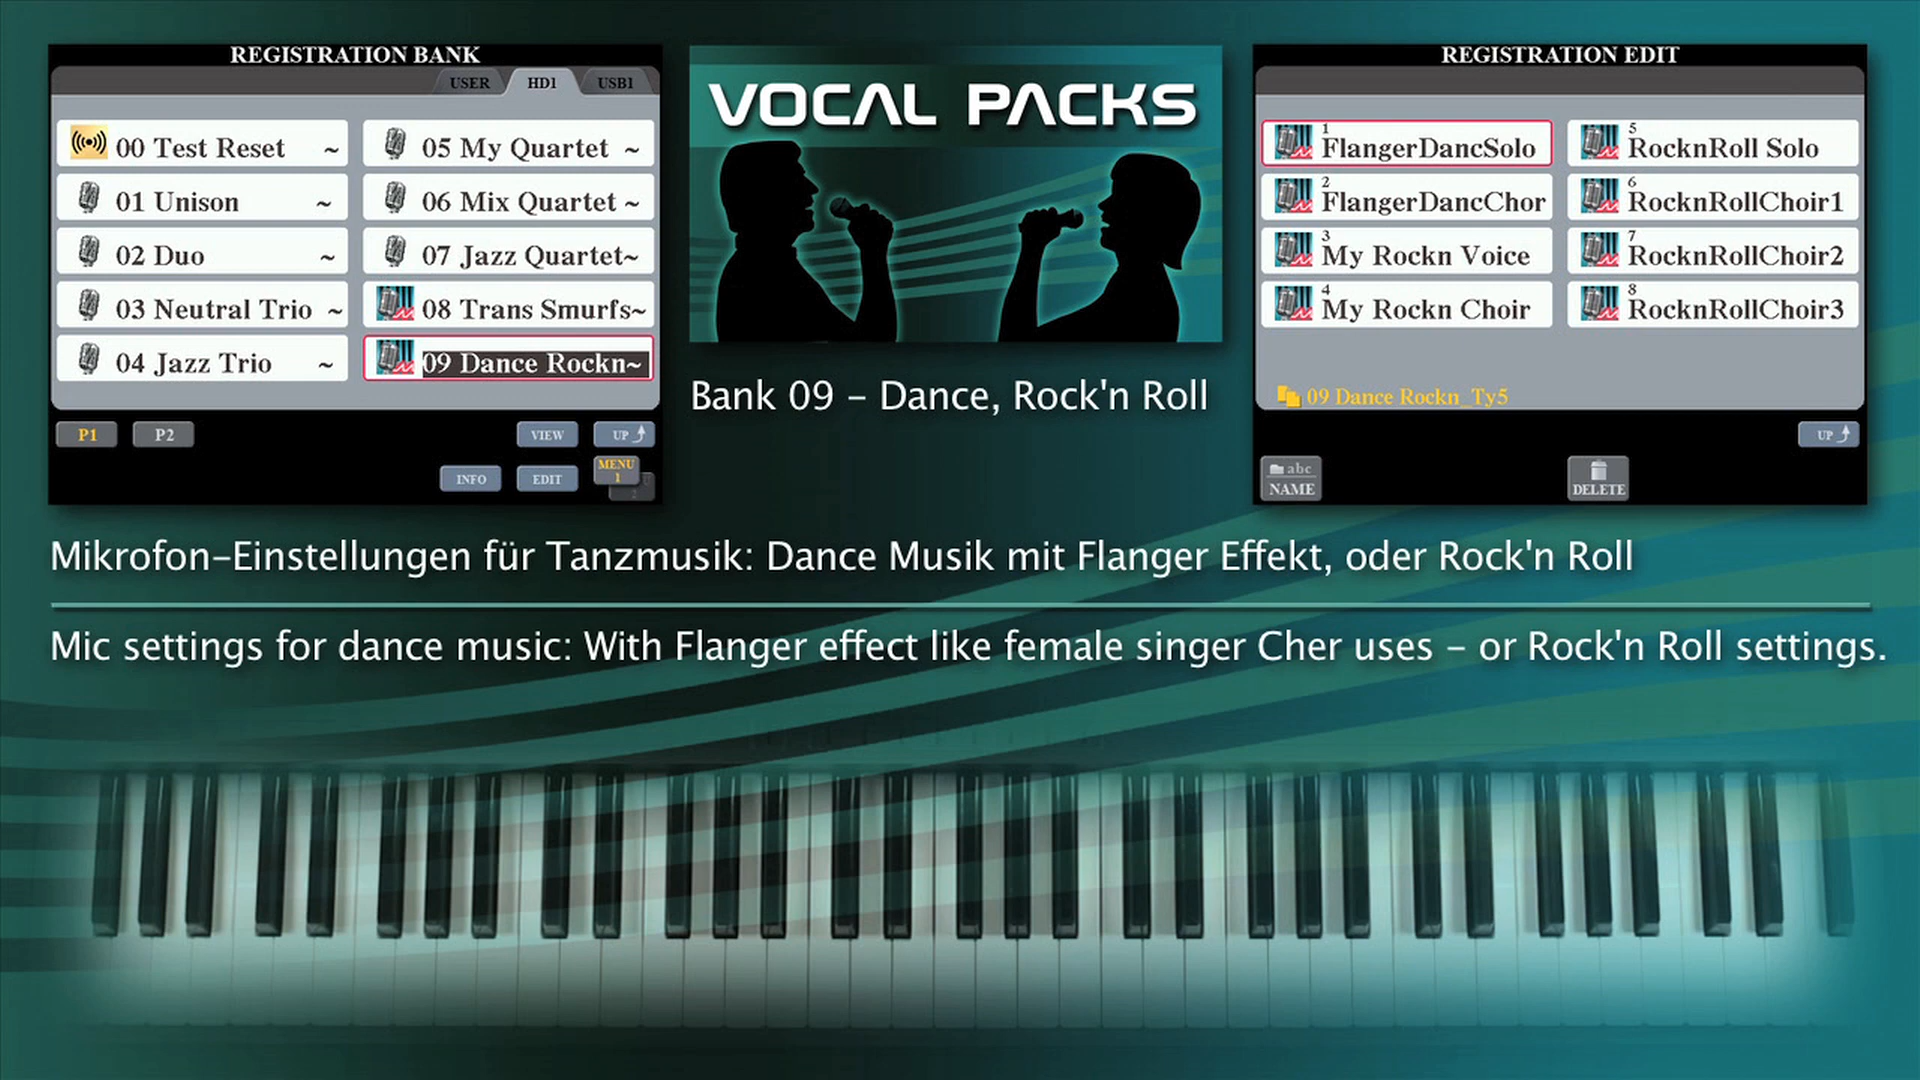 REGISTRATION BANK
USER HD1 USB1
00 Test Reset ~
05 My Quartet ~
01 Unison ~
06 Mix Quartet ~
02 Duo ~
07 Jazz Quartet~
03 Neutral Trio ~
08 Trans Smurfs~
04 Jazz Trio ~
09 Dance Rockn~
P1 P2 VIEW UP
INFO EDIT MENU 1
2
VOCAL PACKS
Bank 09 – Dance, Rock'n Roll
REGISTRATION EDIT
1 FlangerDancSolo
5 RocknRoll Solo
2 FlangerDancChor
6 RocknRollChoir1
3 My Rockn Voice
7 RocknRollChoir2
4 My Rockn Choir
8 RocknRollChoir3
09 Dance Rockn_Ty5
UP
abc
NAME DELETE
Mikrofon-Einstellungen für Tanzmusik: Dance Musik mit Flanger Effekt, oder Rock'n Roll
Mic settings for dance music: With Flanger effect like female singer Cher uses – or Rock'n Roll settings.